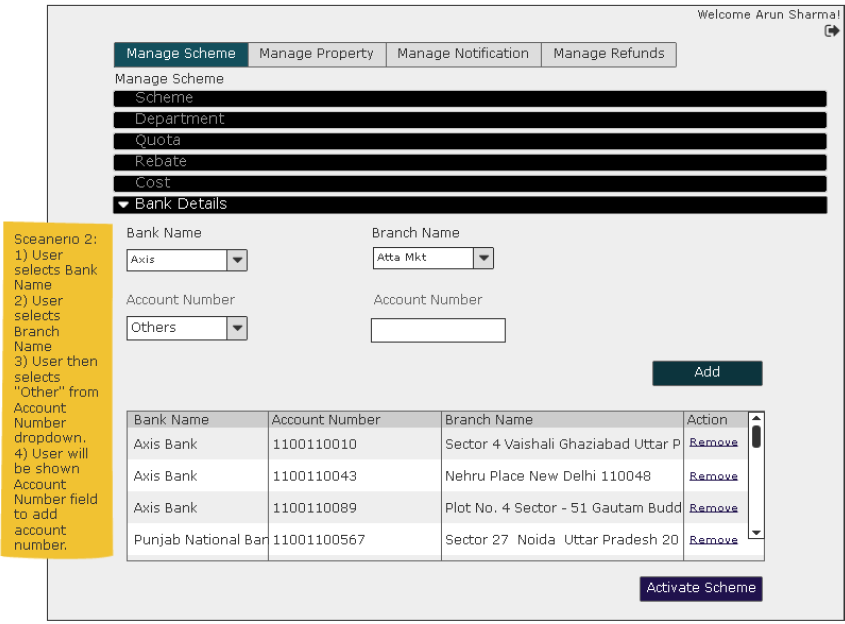 Welcome Arun Sharma!
Manage Scheme Manage Property Manage Notification Manage Refunds
Manage Scheme
Scheme
Department
Quota
Rebate
Cost
Bank Details
Sceanerio 2:
1) User
selects Bank
Name
2) User
selects
Branch
Name
3) User then
selects
"Other" from
Account
Number
dropdown.
4) User will
be shown
Account
Number field
to add
account
number.
Bank Name Branch Name
Axis Atta Mkt
Account Number Account Number
Others
Add
Bank Name Account Number Branch Name Action
Axis Bank 1100110010 Sector 4 Vaishali Ghaziabad Uttar P Remove
Axis Bank 1100110043 Nehru Place New Delhi 110048 Remove
Axis Bank 1100110089 Plot No. 4 Sector - 51 Gautam Budd Remove
Punjab National Ban 11001100567 Sector 27 Noida Uttar Pradesh 20 Remove
Activate Scheme